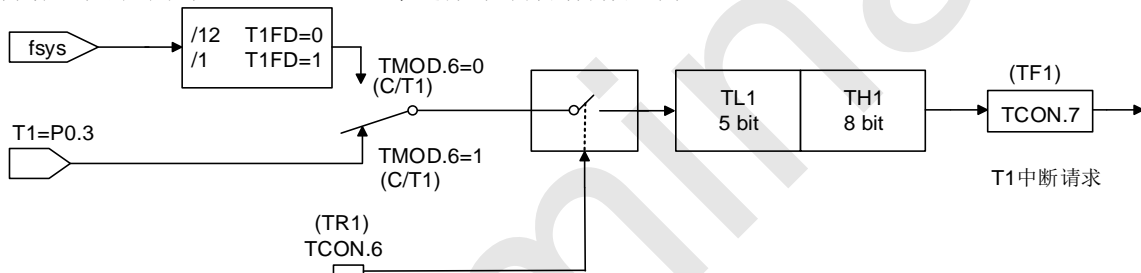 fsys
/12 T1FD=0
/1 T1FD=1
TMOD.6=0
(C/T1)
T1=P0.3
TMOD.6=1
(C/T1)
(TR1)
TCON.6
TL1
5 bit
TH1
8 bit
(TF1)
TCON.7
T1中断请求